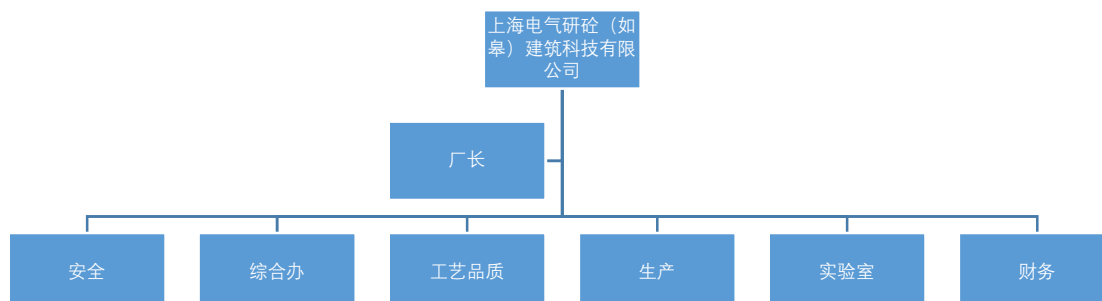 上海电气研砼（如
皋）建筑科技有限
公司
厂长
安全
综合办
工艺品质
生产
实验室
财务